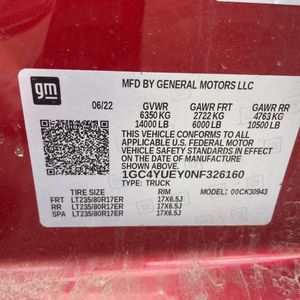 gm
MFD BY GENERAL MOTORS LLC
06/22 GVWR GAWR FRT GAWR RR
6350 KG 2722 KG 4763 KG
14000 LB 6000 LB 10500 LB
THIS VEHICLE CONFORMS TO ALL
APPLICABLE U.S. FEDERAL MOTOR
VEHICLE SAFETY STANDARDS IN
EFFECT ON THE DATE OF MANUFACTURE
SHOWN ABOVE.
1GC4YUEY0NF326160
TYPE: TRUCK
TIRE SIZE RIM MODEL: 00CK30943
FRT LT235/80R17ER 17X6.5J
RR LT235/80R17ER 17X6.5J
SPA LT235/80R17ER 17X6.5J